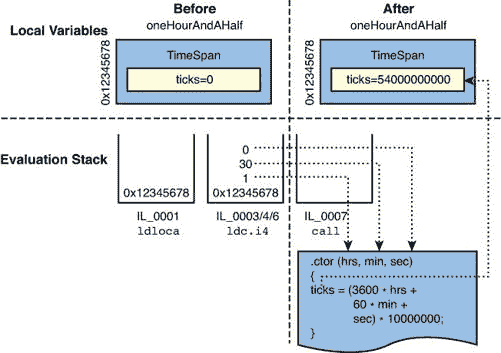 Before
After
Local Variables
oneHourAndAHalf
oneHourAndAHalf
0x12345678
TimeSpan
ticks=0
0x12345678
TimeSpan
ticks=54000000000
Evaluation Stack
0x12345678
IL_0001
ldloca
0
30
1
0x12345678
IL_0003/4/6
ldc.i4
IL_0007
call
.ctor (hrs, min, sec)
{
ticks = (3600 * hrs +
60 * min +
sec) * 10000000;
}